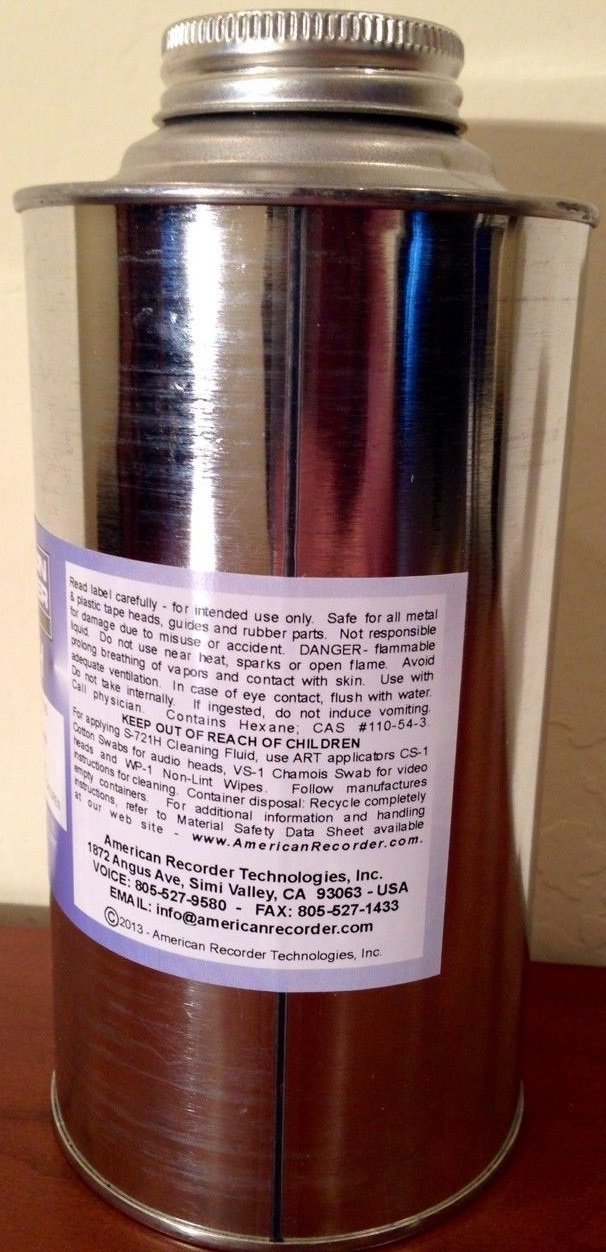 Read label carefully - for intended use only. Safe for all metal
& plastic tape heads, guides and rubber parts. Not responsible
for damage due to misuse or accident. DANGER- flammable
liquid. Do not use near heat, sparks or open flame. Avoid
prolong breathing of vapors and contact with skin. Use with
adequate ventilation. In case of eye contact, flush with water.
Do not take internally. If ingested, do not induce vomiting.
Call physician. Contains Hexane; CAS #110-54-3.
KEEP OUT OF REACH OF CHILDREN
For applying S-721H Cleaning Fluid, use ART applicators CS-1
Cotton Swabs for audio heads, VS-1 Chamois Swab for video
heads and WP-1 Non-Lint Wipes. Follow manufactures
instructions for cleaning. Container disposal: Recycle completely
empty containers. For additional information and handling
instructions, refer to Material Safety Data Sheet available
at our web site - www.AmericanRecorder.com.
American Recorder Technologies, Inc.
1872 Angus Ave, Simi Valley, CA 93063 - USA
VOICE: 805-527-9580 - FAX: 805-527-1433
EMAIL: info@americanrecorder.com
©2013 - American Recorder Technologies, Inc.